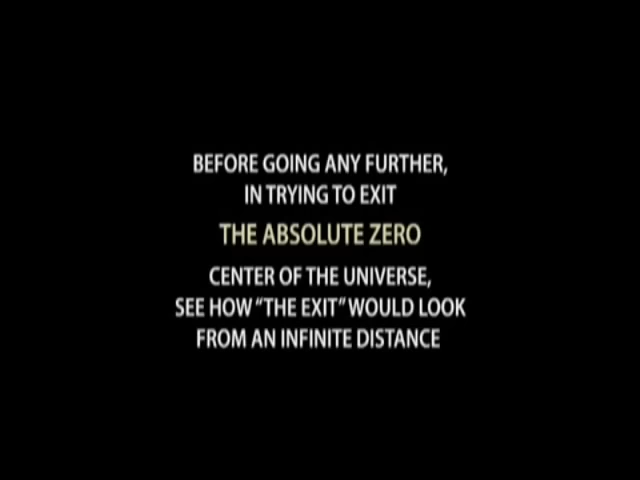 BEFORE GOING ANY FURTHER,
IN TRYING TO EXIT
THE ABSOLUTE ZERO
CENTER OF THE UNIVERSE,
SEE HOW “THE EXIT” WOULD LOOK
FROM AN INFINITE DISTANCE